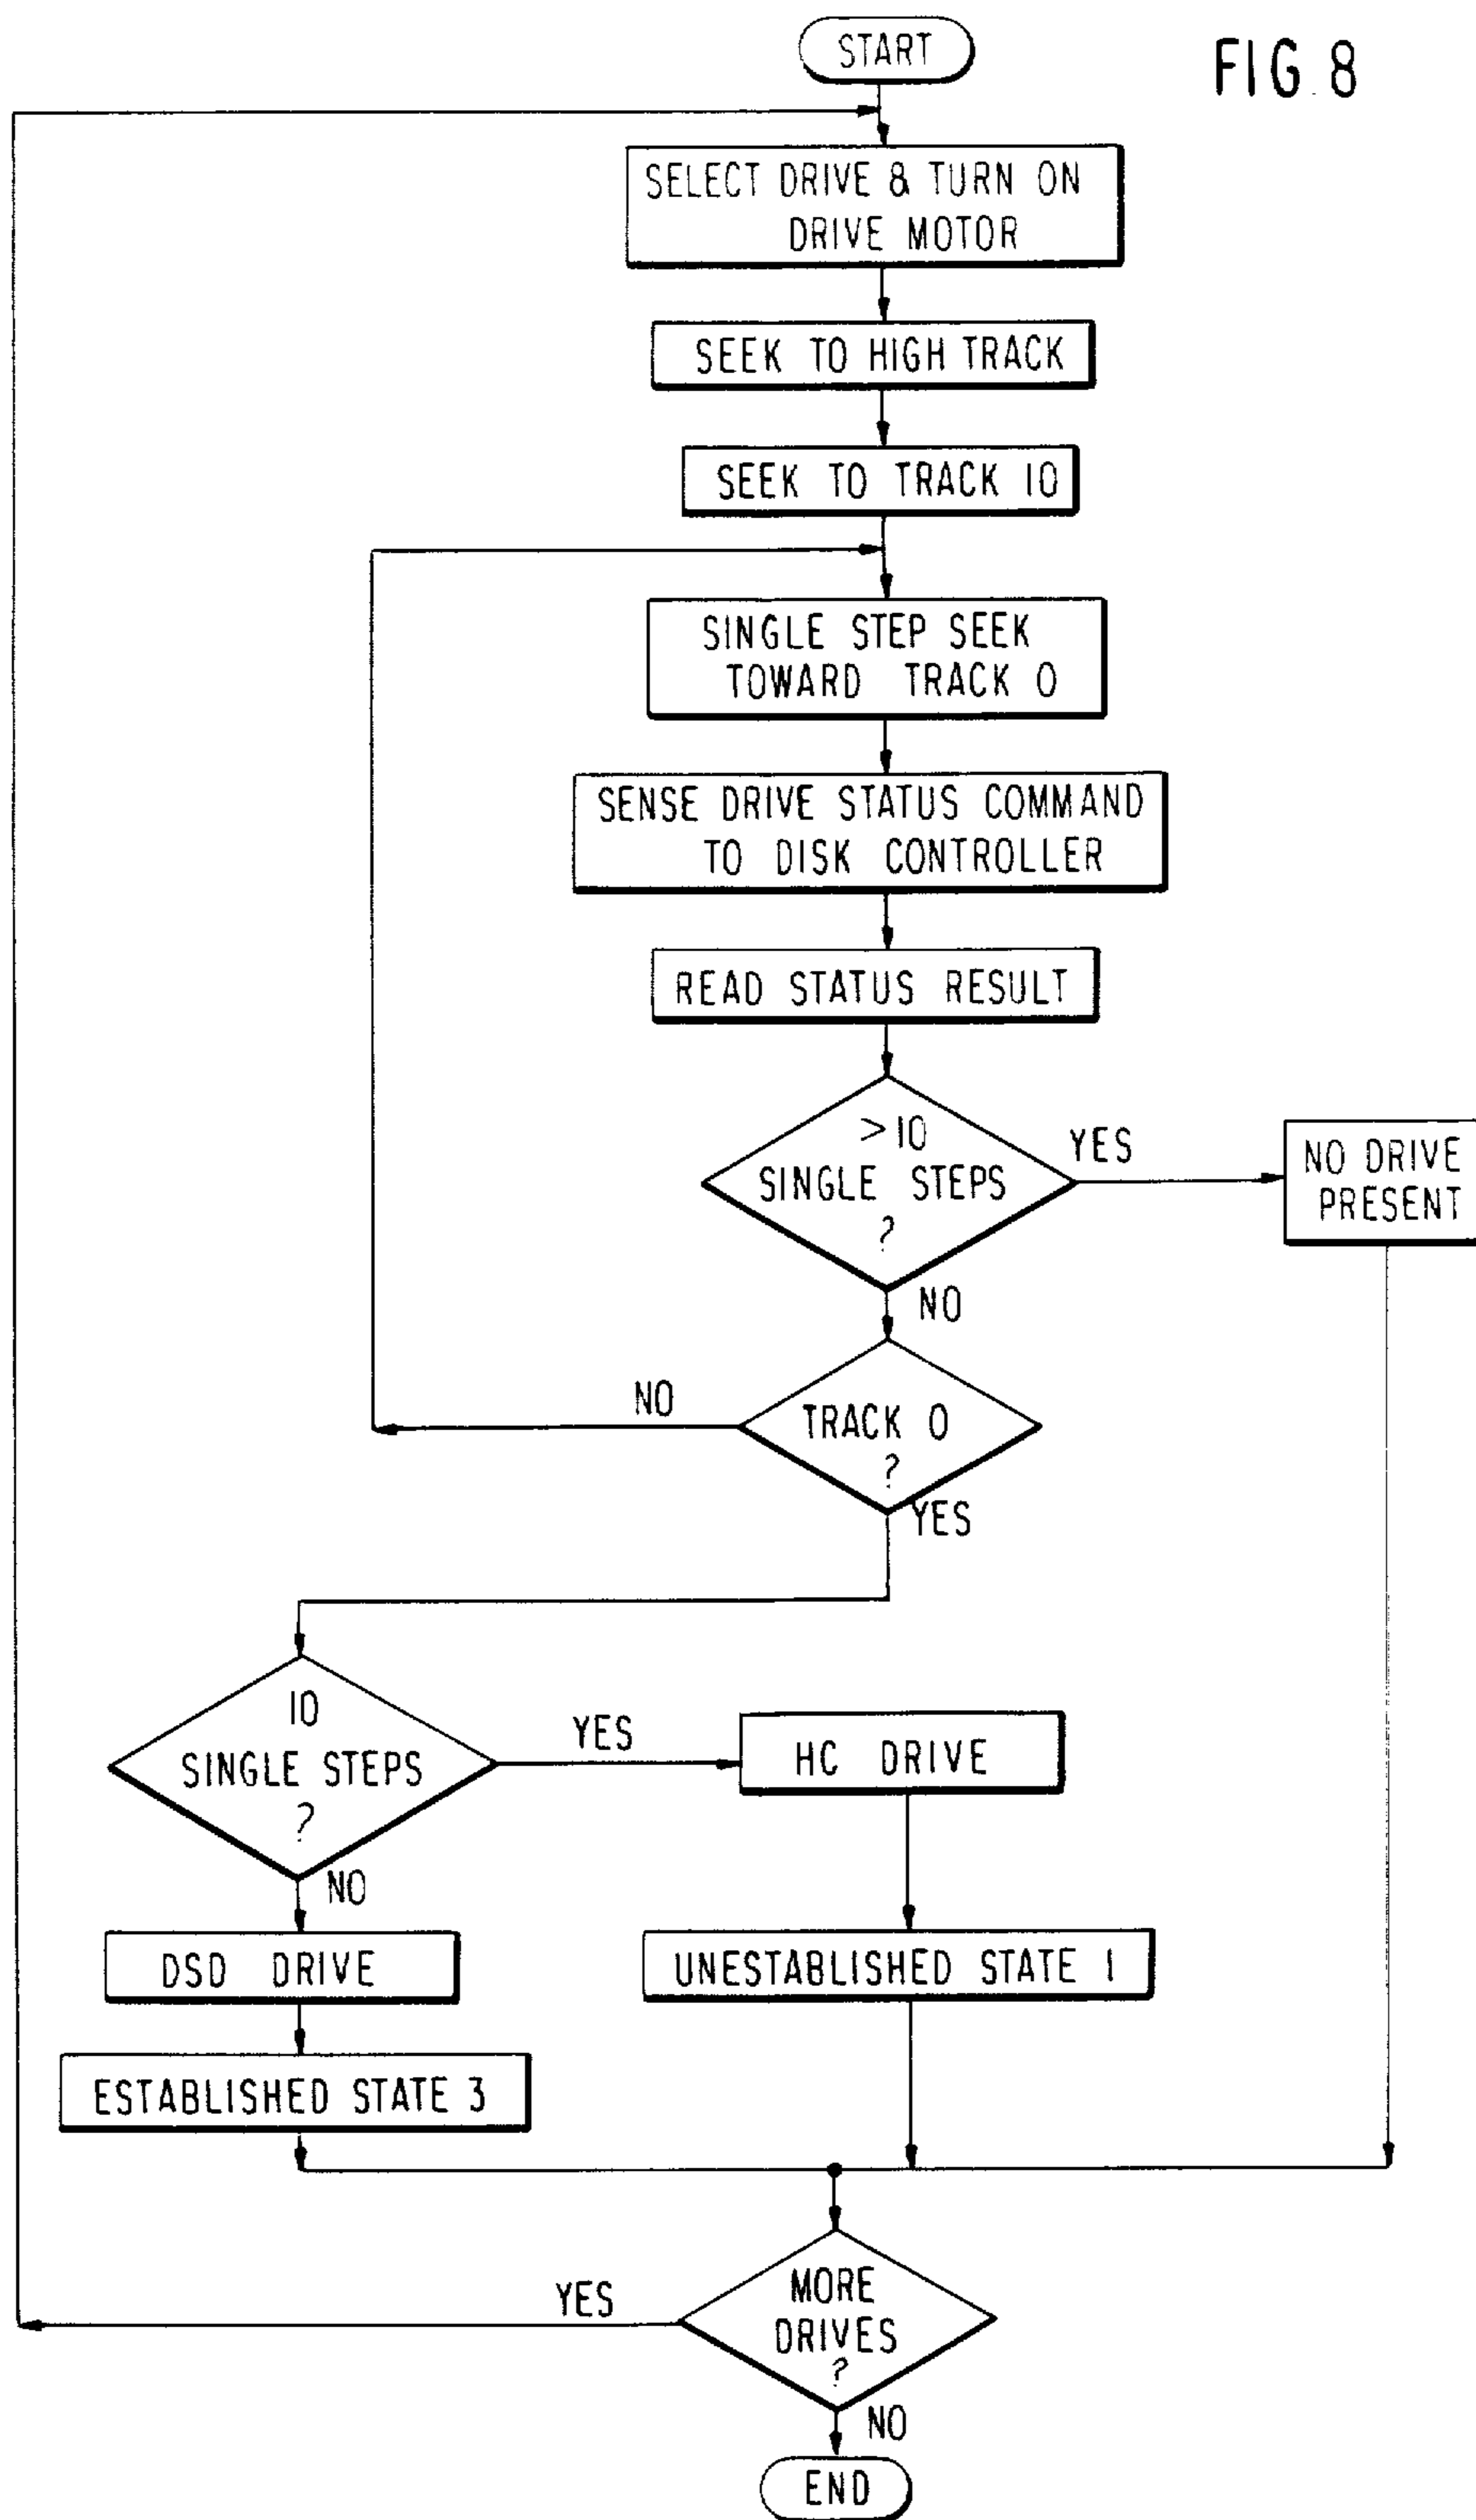 START
FIG.8
SELECT DRIVE & TURN ON
DRIVE MOTOR
SEEK TO HIGH TRACK
SEEK TO TRACK 10
SINGLE STEP SEEK
TOWARD TRACK 0
SENSE DRIVE STATUS COMMAND
TO DISK CONTROLLER
READ STATUS RESULT
>10
SINGLE STEPS
?
YES
NO DRIVE
PRESENT
NO
TRACK 0
?
NO
YES
10
SINGLE STEPS
?
YES
HC DRIVE
NO
DSD DRIVE
UNESTABLISHED STATE 1
ESTABLISHED STATE 3
MORE
DRIVES
?
YES
NO
END